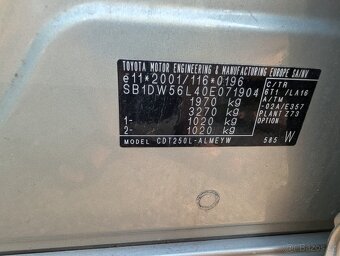 TOYOTA MOTOR ENGINEERING & MANUFACTURING EUROPE SA/NV
e11*2001/116*0196
SB1DW56L40E071904
1970 kg
3270 kg
1- 1020 kg
2- 1020 kg
MODEL CDT250L-ALMEYW
C/TR
6T1 /LA16
A/TM
-02A/E357
PLANT Z73
OPTION
W
585